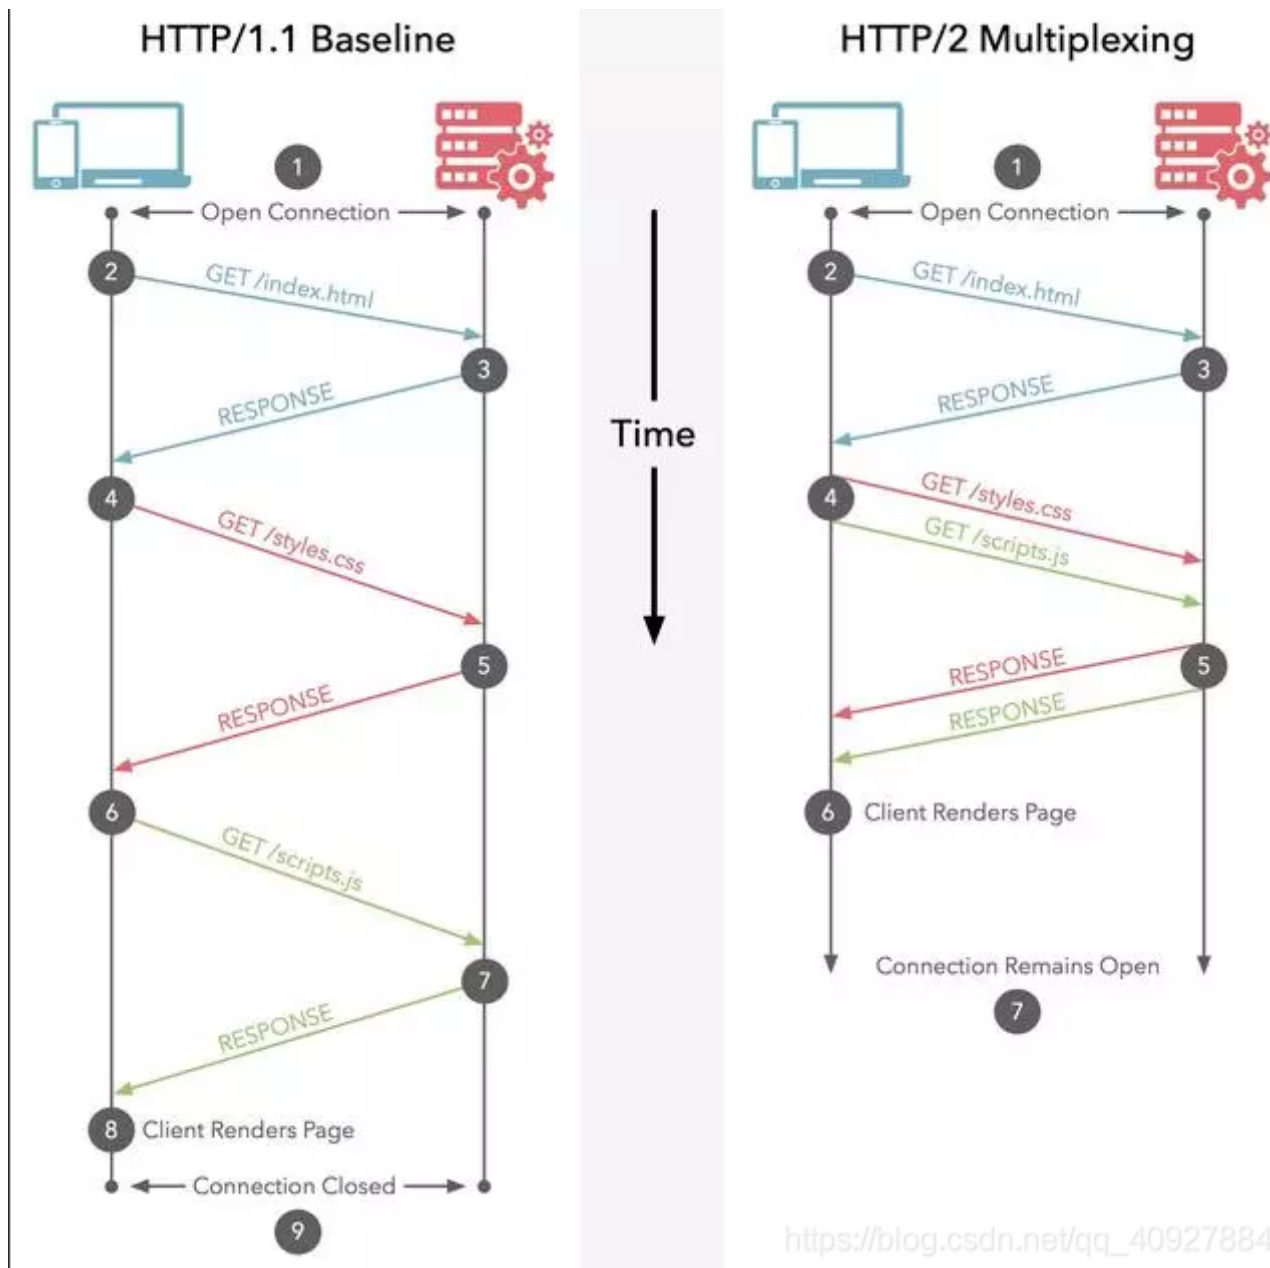 HTTP/1.1 Baseline
1
Open Connection
2
GET /index.html
3
RESPONSE
4
GET /styles.css
5
RESPONSE
6
GET /scripts.js
7
RESPONSE
8 Client Renders Page
Connection Closed
9
Time
HTTP/2 Multiplexing
1
Open Connection
2
GET /index.html
3
RESPONSE
4
GET /styles.css
GET /scripts.js
5
RESPONSE
RESPONSE
6 Client Renders Page
Connection Remains Open
7
https://blog.csdn.net/qq_40927884